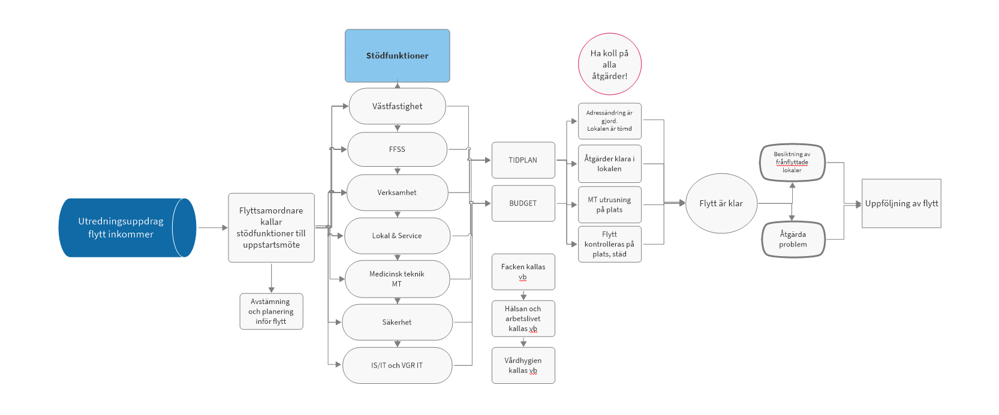 Utredningsuppdrag
flytt inkommer
Flyttsamordnare
kallar
stödfunktioner till
uppstartsmöte
Avstämning
och planering
inför flytt
Stödfunktioner
Västfastighet
FFSS
Verksamhet
Lokal & Service
Medicinsk teknik
MT
Säkerhet
IS/IT och VGR IT
TIDPLAN
BUDGET
Facken kallas
vb
Hälsan och
arbetslivet
kallas vb
Vårdhygien
kallas vb
Ha koll på
alla
åtgärder!
Adressändring är
gjord.
Lokalen är tömd
Åtgärder klara i
lokalen
MT utrusning
på plats
Flytt
kontrolleras på
plats, städ
Flytt är klar
Besiktning av
frånflyttade
lokaler
Åtgärda
problem
Uppföljning av flytt